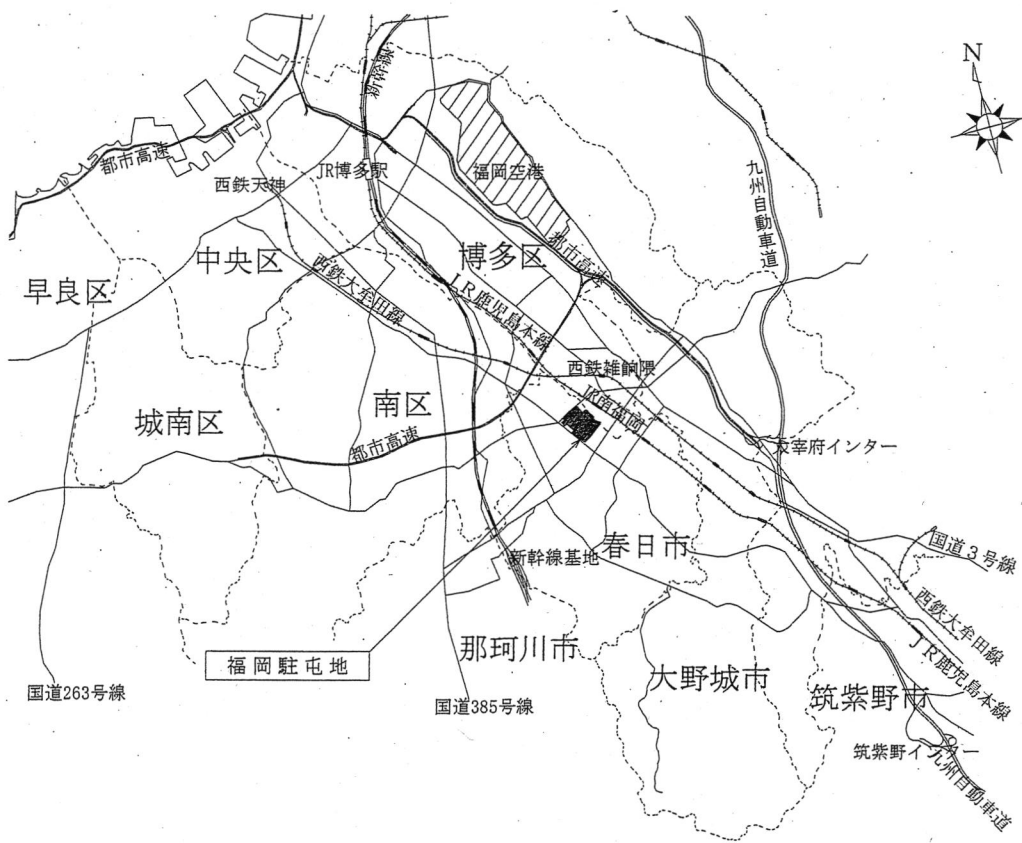 N
新幹線
都市高速
西鉄天神
JR博多駅
福岡空港
九州自動車道
早良区
中央区
博多区
都市高速
西鉄大牟田線
JR鹿児島本線
西鉄雑餉隈
JR南福岡
城南区
南区
都市高速
太宰府インター
新幹線基地
春日市
国道3号線
西鉄大牟田線
JR鹿児島本線
福岡駐屯地
那珂川市
大野城市
筑紫野市
国道263号線
国道385号線
筑紫野インター
九州自動車道